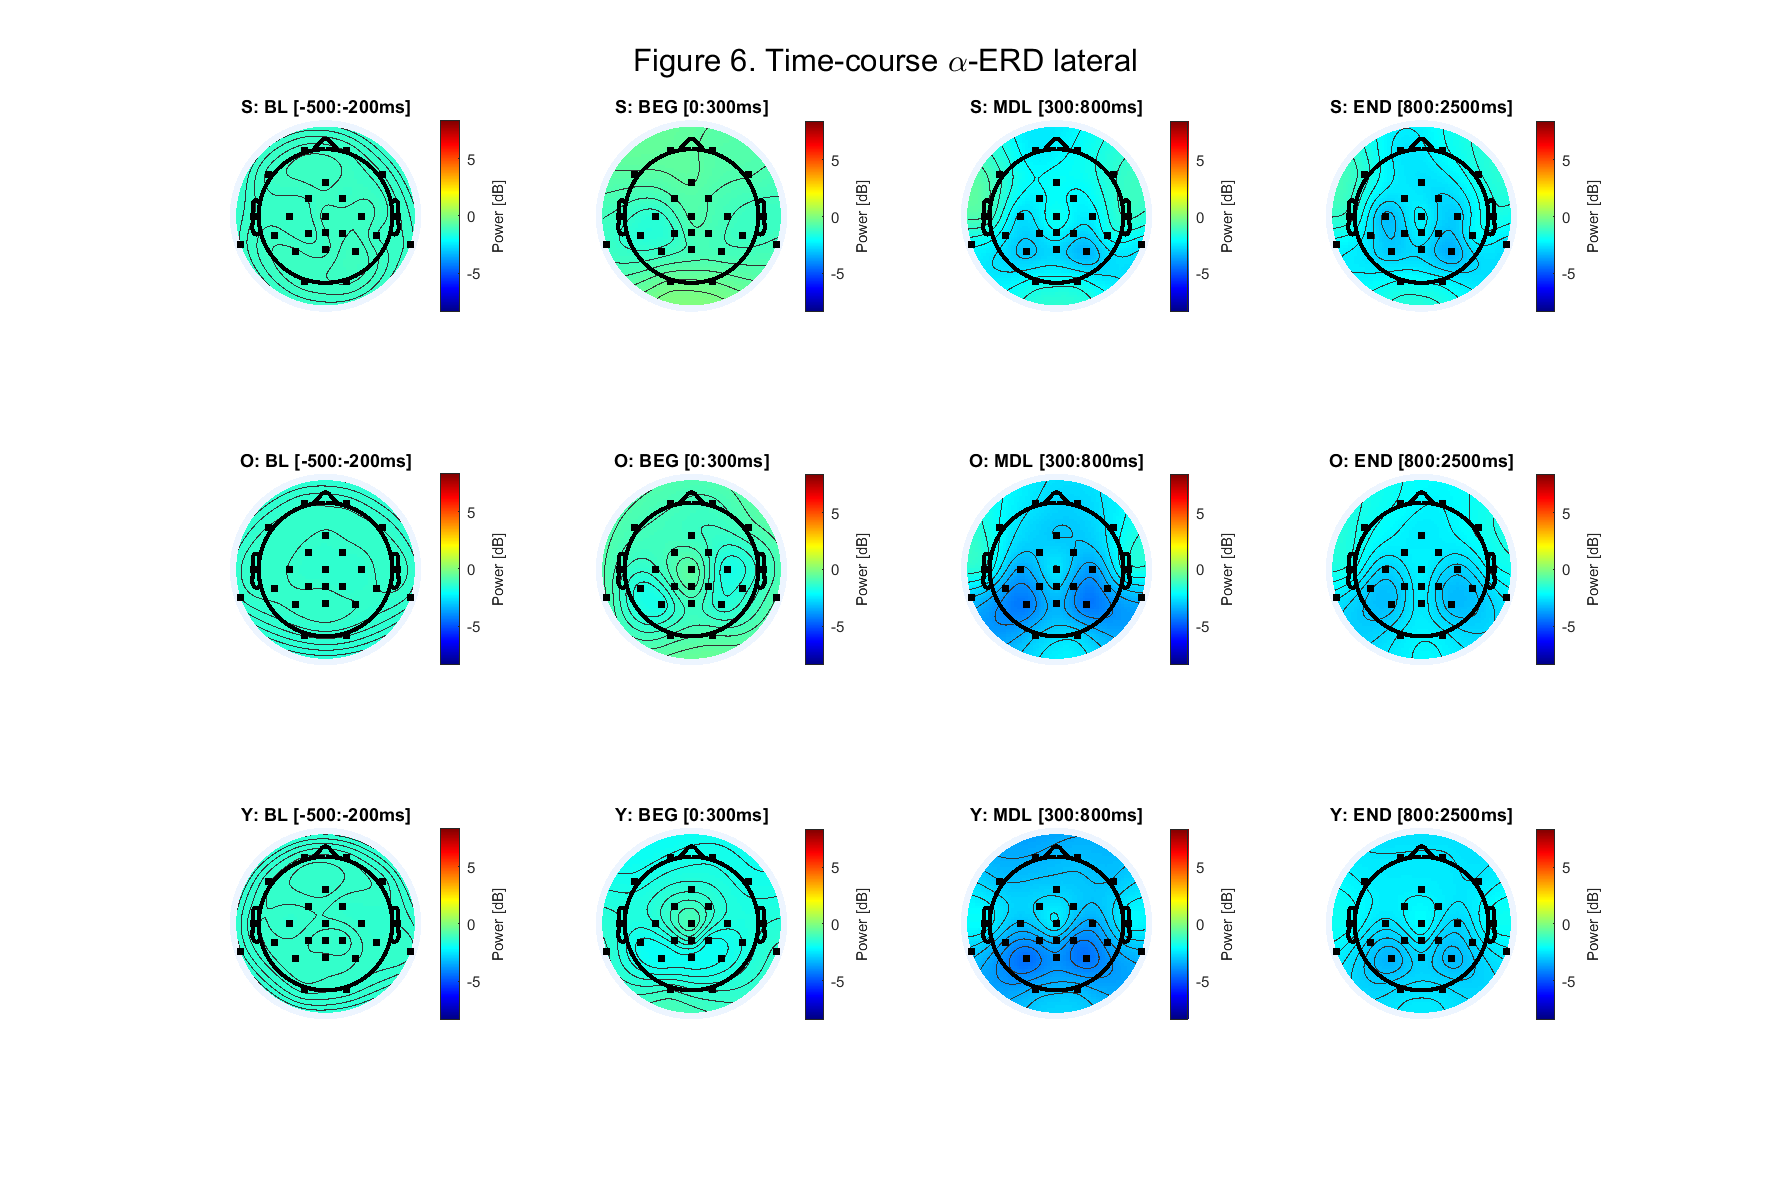 Figure 6. Time-course α-ERD lateral
S: BL [-500:-200ms]
5
0
-5
Power [dB]
S: BEG [0:300ms]
5
0
-5
Power [dB]
S: MDL [300:800ms]
5
0
-5
Power [dB]
S: END [800:2500ms]
5
0
-5
Power [dB]
O: BL [-500:-200ms]
5
0
-5
Power [dB]
O: BEG [0:300ms]
5
0
-5
Power [dB]
O: MDL [300:800ms]
5
0
-5
Power [dB]
O: END [800:2500ms]
5
0
-5
Power [dB]
Y: BL [-500:-200ms]
5
0
-5
Power [dB]
Y: BEG [0:300ms]
5
0
-5
Power [dB]
Y: MDL [300:800ms]
5
0
-5
Power [dB]
Y: END [800:2500ms]
5
0
-5
Power [dB]